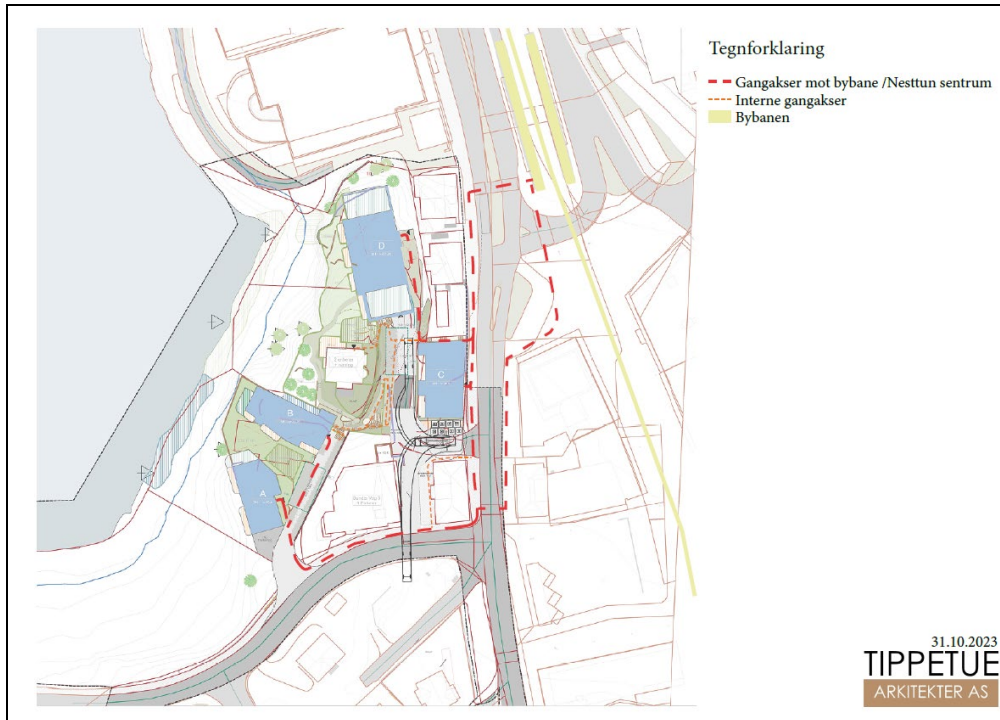 Tegnforklaring
Gangakser mot bybane /Nesttun sentrum
Interne gangakser
Bybanen
D
C
B
A
31.10.2023
TIPPETUE
ARKITEKTER AS